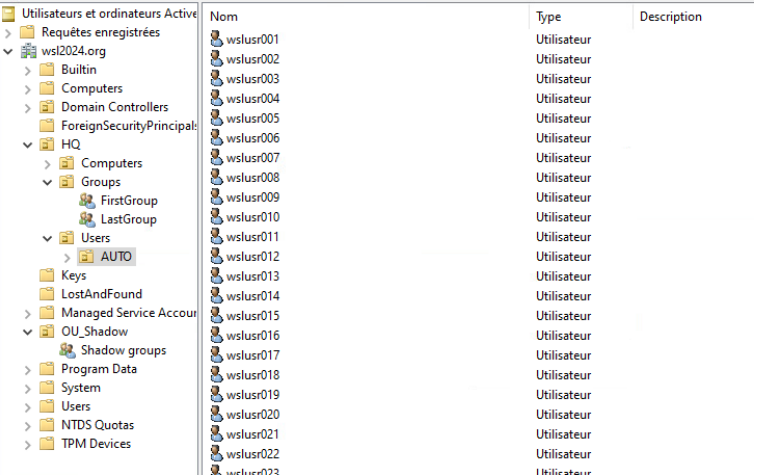 Utilisateurs et ordinateurs Active
Requêtes enregistrées
wsl2024.org
Builtin
Computers
Domain Controllers
ForeignSecurityPrincipals
HQ
Computers
Groups
FirstGroup
LastGroup
Users
AUTO
Keys
LostAndFound
Managed Service Accour
OU_Shadow
Shadow groups
Program Data
System
Users
NTDS Quotas
TPM Devices
Nom Type Description
wslusr001 Utilisateur
wslusr002 Utilisateur
wslusr003 Utilisateur
wslusr004 Utilisateur
wslusr005 Utilisateur
wslusr006 Utilisateur
wslusr007 Utilisateur
wslusr008 Utilisateur
wslusr009 Utilisateur
wslusr010 Utilisateur
wslusr011 Utilisateur
wslusr012 Utilisateur
wslusr013 Utilisateur
wslusr014 Utilisateur
wslusr015 Utilisateur
wslusr016 Utilisateur
wslusr017 Utilisateur
wslusr018 Utilisateur
wslusr019 Utilisateur
wslusr020 Utilisateur
wslusr021 Utilisateur
wslusr022 Utilisateur
wslusr023 Utilisateur